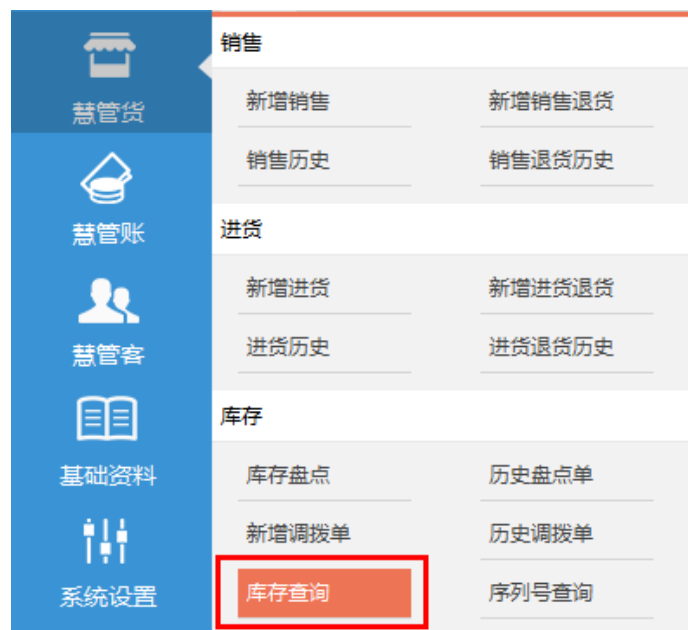 慧管货
慧管账
慧管客
基础资料
系统设置
销售
新增销售 新增销售退货
销售历史 销售退货历史
进货
新增进货 新增进货退货
进货历史 进货退货历史
库存
库存盘点 历史盘点单
新增调拨单 历史调拨单
库存查询 序列号查询